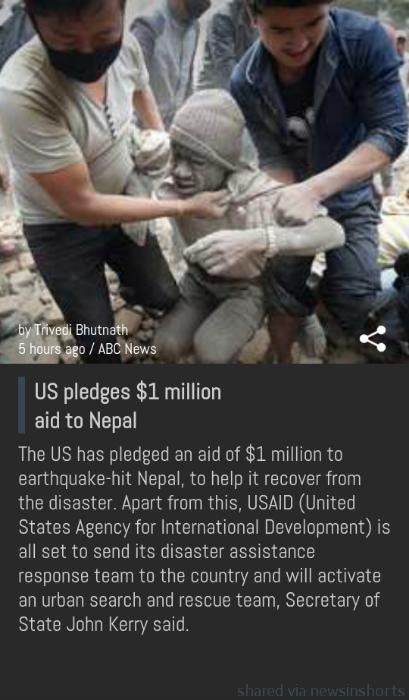 by Trivedi Bhutnath
5 hours ago / ABC News
US pledges $1 million
aid to Nepal
The US has pledged an aid of $1 million to
earthquake-hit Nepal, to help it recover from
the disaster. Apart from this, USAID (United
States Agency for International Development) is
all set to send its disaster assistance
response team to the country and will activate
an urban search and rescue team, Secretary of
State John Kerry said.
shared via newsinshorts